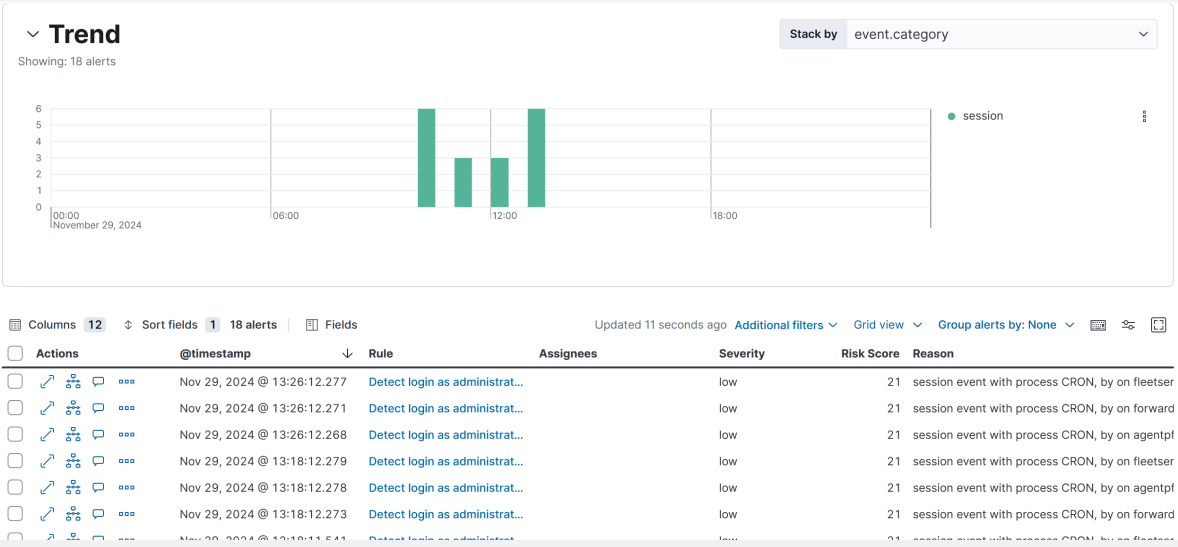 Trend
Stack by event.category
Showing: 18 alerts
6
5
4
3
2
1
0
session
00:00 06:00 12:00 18:00
November 29, 2024
Columns 12 Sort fields 1 18 alerts Fields Updated 11 seconds ago Additional filters Grid view Group alerts by: None
Actions @timestamp Rule Assignees Severity Risk Score Reason
Nov 29, 2024 @ 13:26:12.277 Detect login as administrat... low 21 session event with process CRON, by on fleetser
Nov 29, 2024 @ 13:26:12.271 Detect login as administrat... low 21 session event with process CRON, by on forward
Nov 29, 2024 @ 13:26:12.268 Detect login as administrat... low 21 session event with process CRON, by on agentpf
Nov 29, 2024 @ 13:18:12.279 Detect login as administrat... low 21 session event with process CRON, by on fleetser
Nov 29, 2024 @ 13:18:12.278 Detect login as administrat... low 21 session event with process CRON, by on agentpf
Nov 29, 2024 @ 13:18:12.273 Detect login as administrat... low 21 session event with process CRON, by on forward